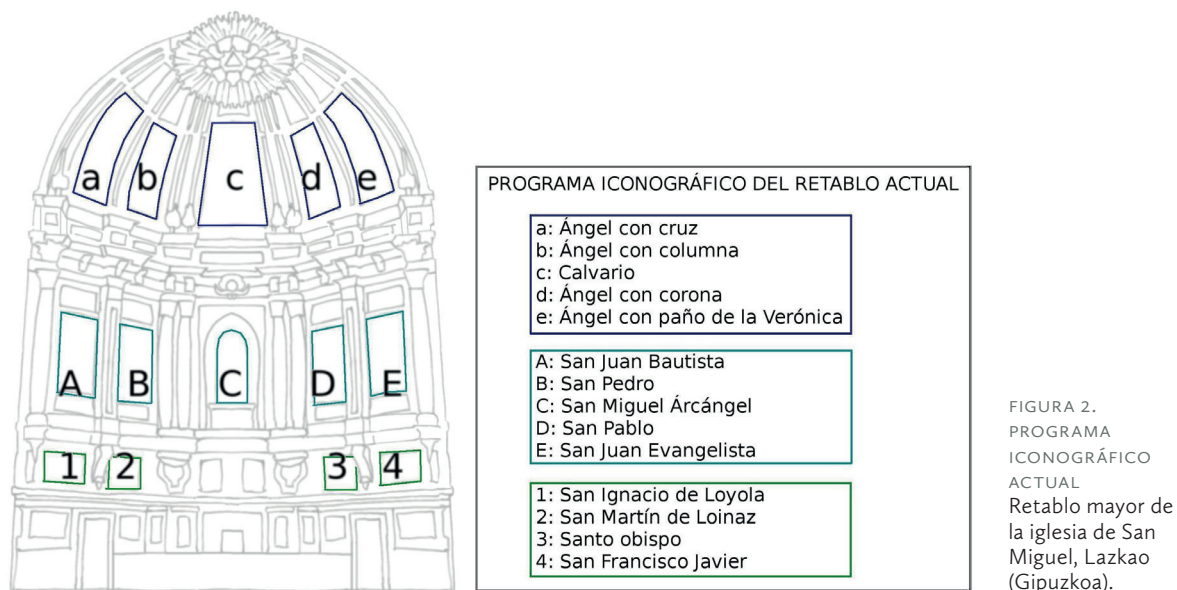 a b c d e
A B C D E
1 2 3 4
PROGRAMA ICONOGRÁFICO DEL RETABLO ACTUAL
a: Ángel con cruz
b: Ángel con columna
c: Calvario
d: Ángel con corona
e: Ángel con paño de la Verónica
A: San Juan Bautista
B: San Pedro
C: San Miguel Árcángel
D: San Pablo
E: San Juan Evangelista
1: San Ignacio de Loyola
2: San Martín de Loinaz
3: Santo obispo
4: San Francisco Javier
FIGURA 2.
PROGRAMA
ICONOGRÁFICO
ACTUAL
Retablo mayor de
la iglesia de San
Miguel, Lazkao
(Gipuzkoa).